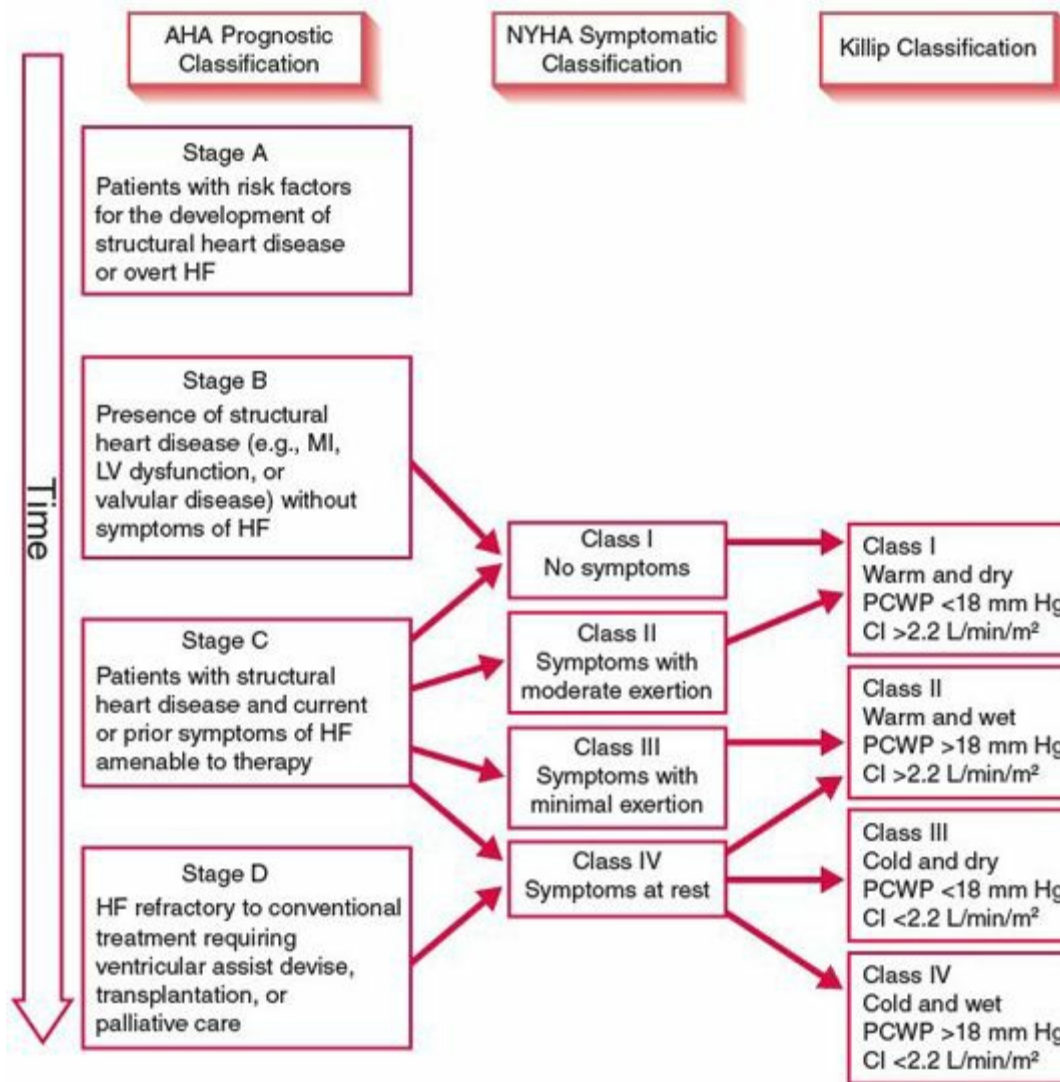 AHA Prognostic
Classification
NYHA Symptomatic
Classification
Killip Classification
Time
Stage A
Patients with risk factors
for the development of
structural heart disease
or overt HF
Stage B
Presence of structural
heart disease (e.g., MI,
LV dysfunction, or
valvular disease) without
symptoms of HF
Stage C
Patients with structural
heart disease and current
or prior symptoms of HF
amenable to therapy
Stage D
HF refractory to conventional
treatment requiring
ventricular assist devise,
transplantation, or
palliative care
Class I
No symptoms
Class II
Symptoms with
moderate exertion
Class III
Symptoms with
minimal exertion
Class IV
Symptoms at rest
Class I
Warm and dry
PCWP <18 mm Hg
CI >2.2 L/min/m²
Class II
Warm and wet
PCWP >18 mm Hg
CI >2.2 L/min/m²
Class III
Cold and dry
PCWP <18 mm Hg
CI <2.2 L/min/m²
Class IV
Cold and wet
PCWP >18 mm Hg
CI <2.2 L/min/m²